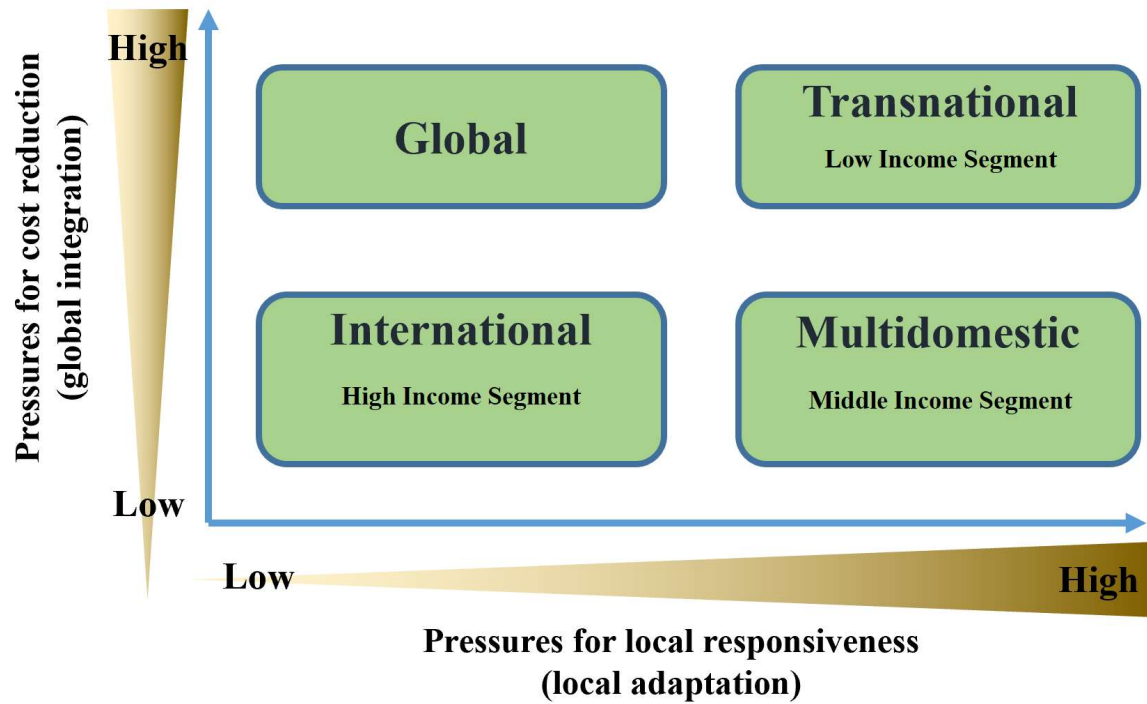 Pressures for cost reduction
(global integration)
High
Low
Global
Transnational
Low Income Segment
International
High Income Segment
Multidomestic
Middle Income Segment
Low
High
Pressures for local responsiveness
(local adaptation)